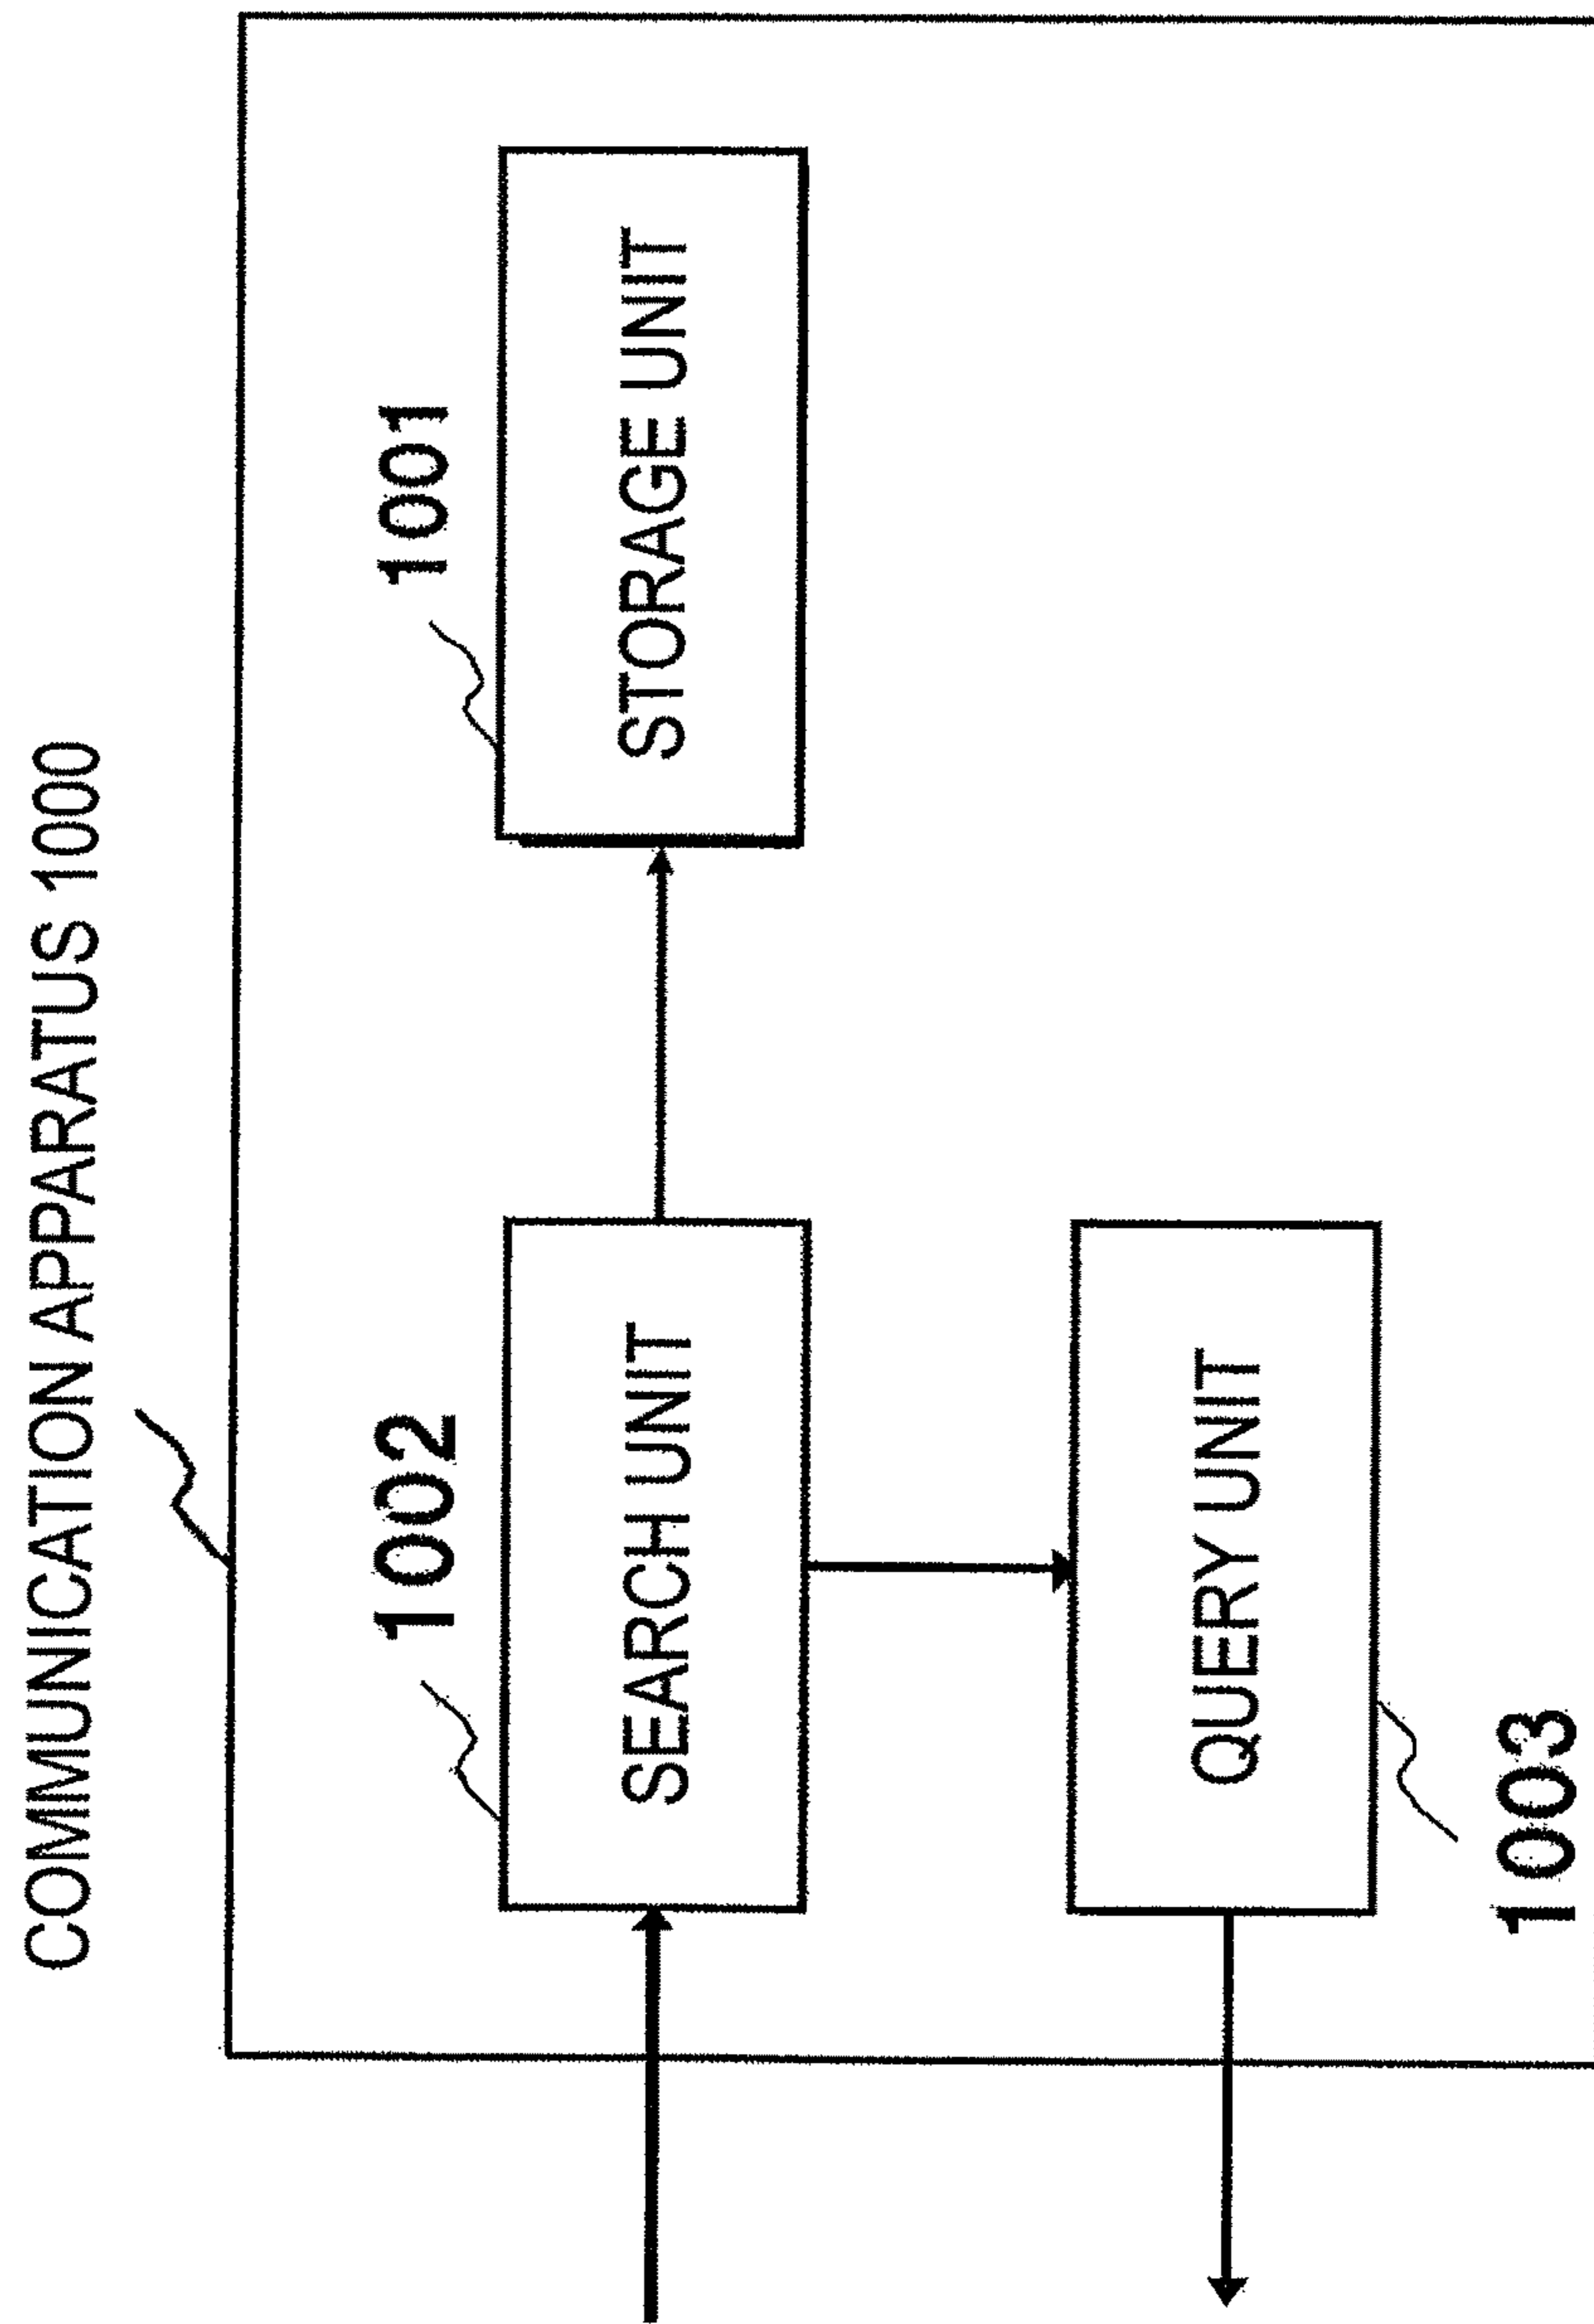 COMMUNICATION APPARATUS 1000
1002
1001
SEARCH UNIT
STORAGE UNIT
QUERY UNIT
1003